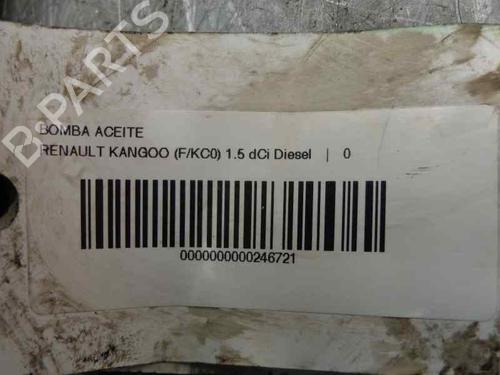 B-PARTS
BOMBA ACEITE
RENAULT KANGOO (F/KC0) 1.5 dCi Diesel | 0
0000000000246721